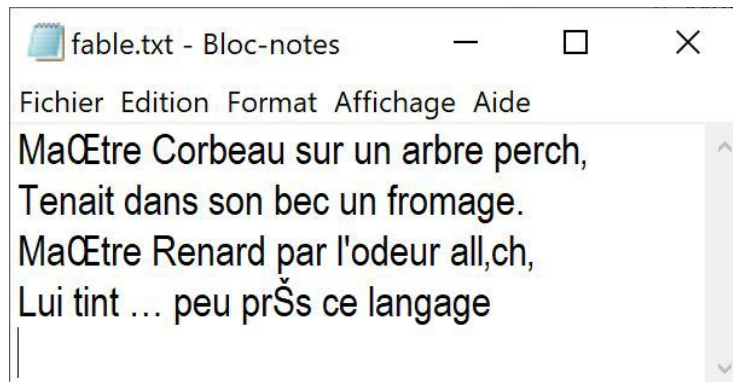 fable.txt - Bloc-notes
Fichier Edition Format Affichage Aide
MaŒtre Corbeau sur un arbre perch‚
Tenait dans son bec un fromage.
MaŒtre Renard par l'odeur all‚ch‚
Lui tint … peu prŠs ce langage